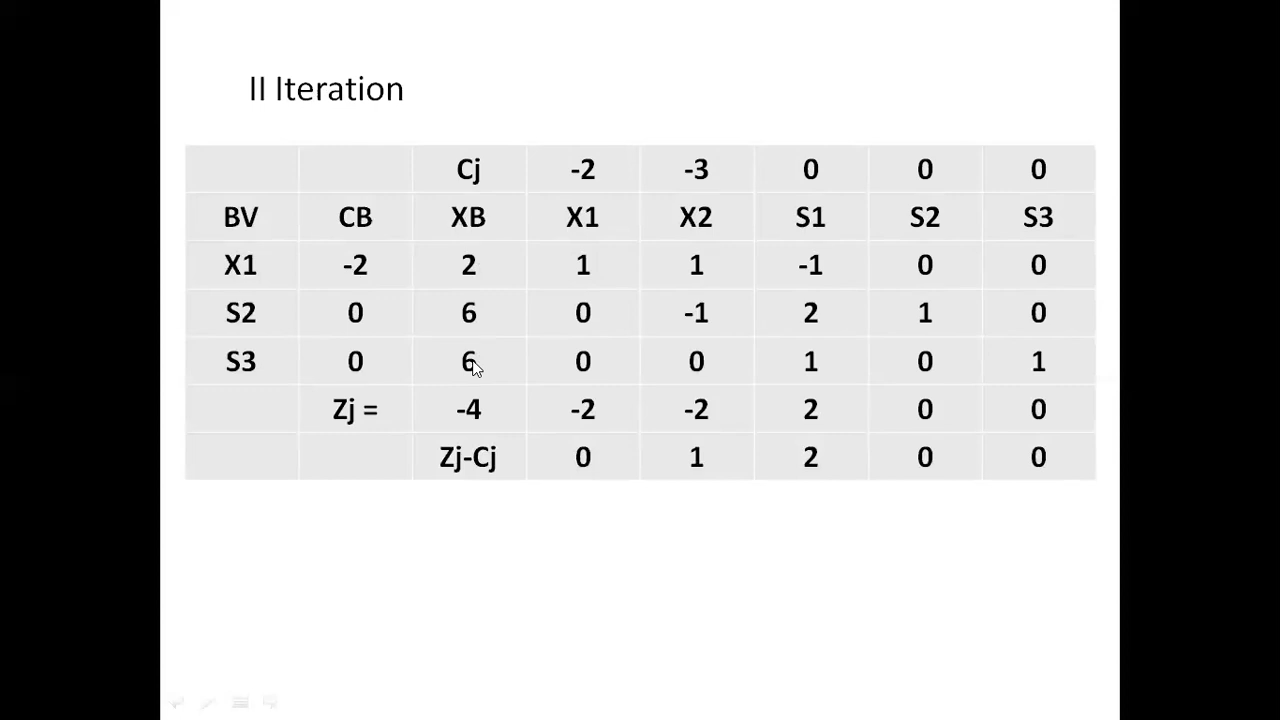 II Iteration
Cj -2 -3 0 0 0
BV CB XB X1 X2 S1 S2 S3
X1 -2 2 1 1 -1 0 0
S2 0 6 0 -1 2 1 0
S3 0 6 0 0 1 0 1
Zj = -4 -2 -2 2 0 0
Zj-Cj 0 1 2 0 0